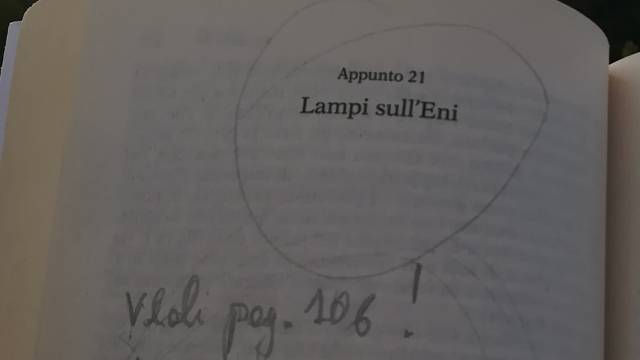 Appunto 21
Lampi sull'Eni
Vedi pag. 106!